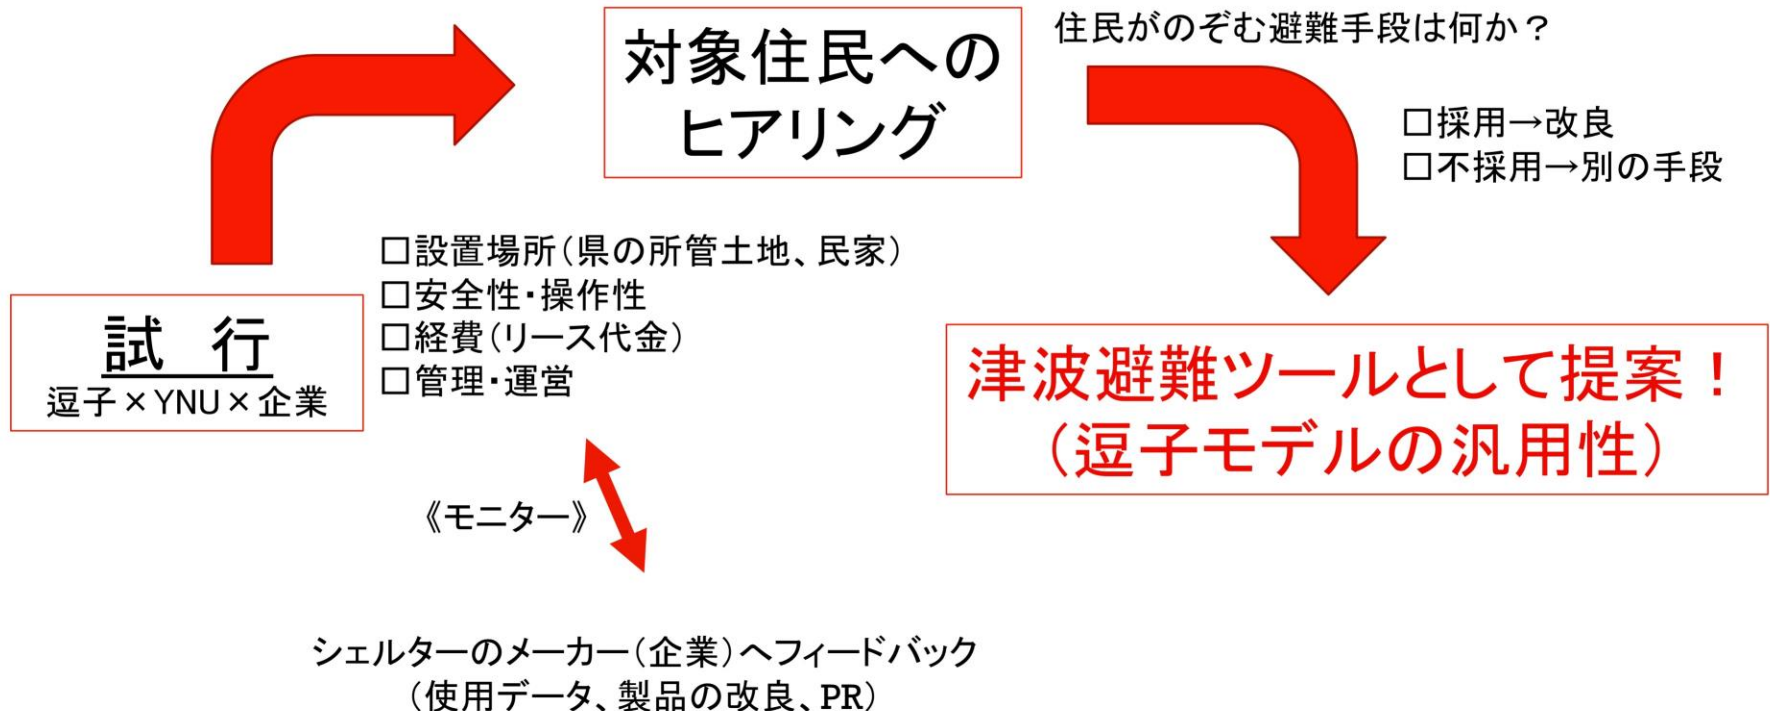 対象住民への
ヒアリング
住民がのぞむ避難手段は何か？
□採用→改良
□不採用→別の手段
□設置場所（県の所管土地、民家）
□安全性・操作性
□経費（リース代金）
□管理・運営
試　行
逗子×YNU×企業
津波避難ツールとして提案！
（逗子モデルの汎用性）
《モニター》
シェルターのメーカー（企業）へフィードバック
（使用データ、製品の改良、PR）